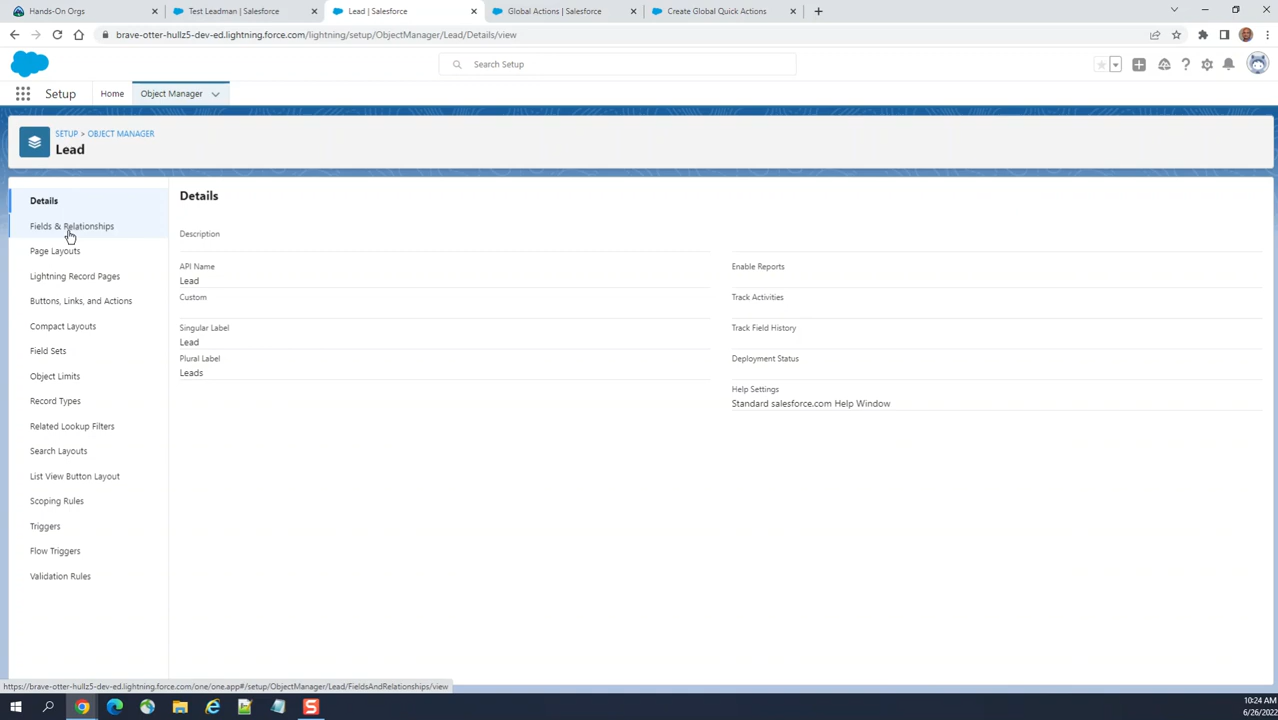 Hands-On Orgs
Test Leadman | Salesforce
Lead | Salesforce
Global Actions | Salesforce
Create Global Quick Actions
brave-otter-hullz5-dev-ed.lightning.force.com/lightning/setup/ObjectManager/Lead/Details/view
Search Setup
Setup
Home
Object Manager
SETUP > OBJECT MANAGER
Lead
Details
Fields & Relationships
Page Layouts
Lightning Record Pages
Buttons, Links, and Actions
Compact Layouts
Field Sets
Object Limits
Record Types
Related Lookup Filters
Search Layouts
List View Button Layout
Scoping Rules
Triggers
Flow Triggers
Validation Rules
Details
Description
API Name
Lead
Custom
Singular Label
Lead
Plural Label
Leads
Enable Reports
Track Activities
Track Field History
Deployment Status
Help Settings
Standard salesforce.com Help Window
https://brave-otter-hullz5-dev-ed.lightning.force.com/one/one.app#/setup/ObjectManager/Lead/FieldsAndRelationships/view
10:24 AM
6/26/2022